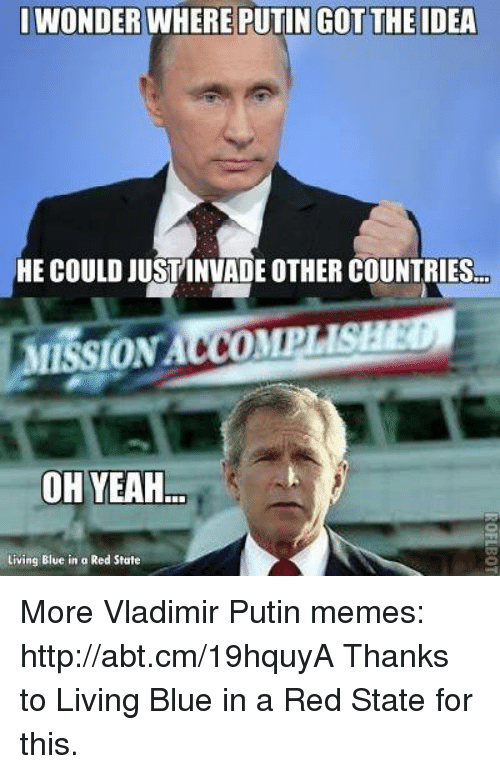 I WONDER WHERE PUTIN GOT THE IDEA
HE COULD JUST INVADE OTHER COUNTRIES...
MISSION ACCOMPLISHED
OH YEAH...
Living Blue in a Red State
ROFLBOT
More Vladimir Putin memes:
http://abt.cm/19hquyA Thanks
to Living Blue in a Red State for
this.